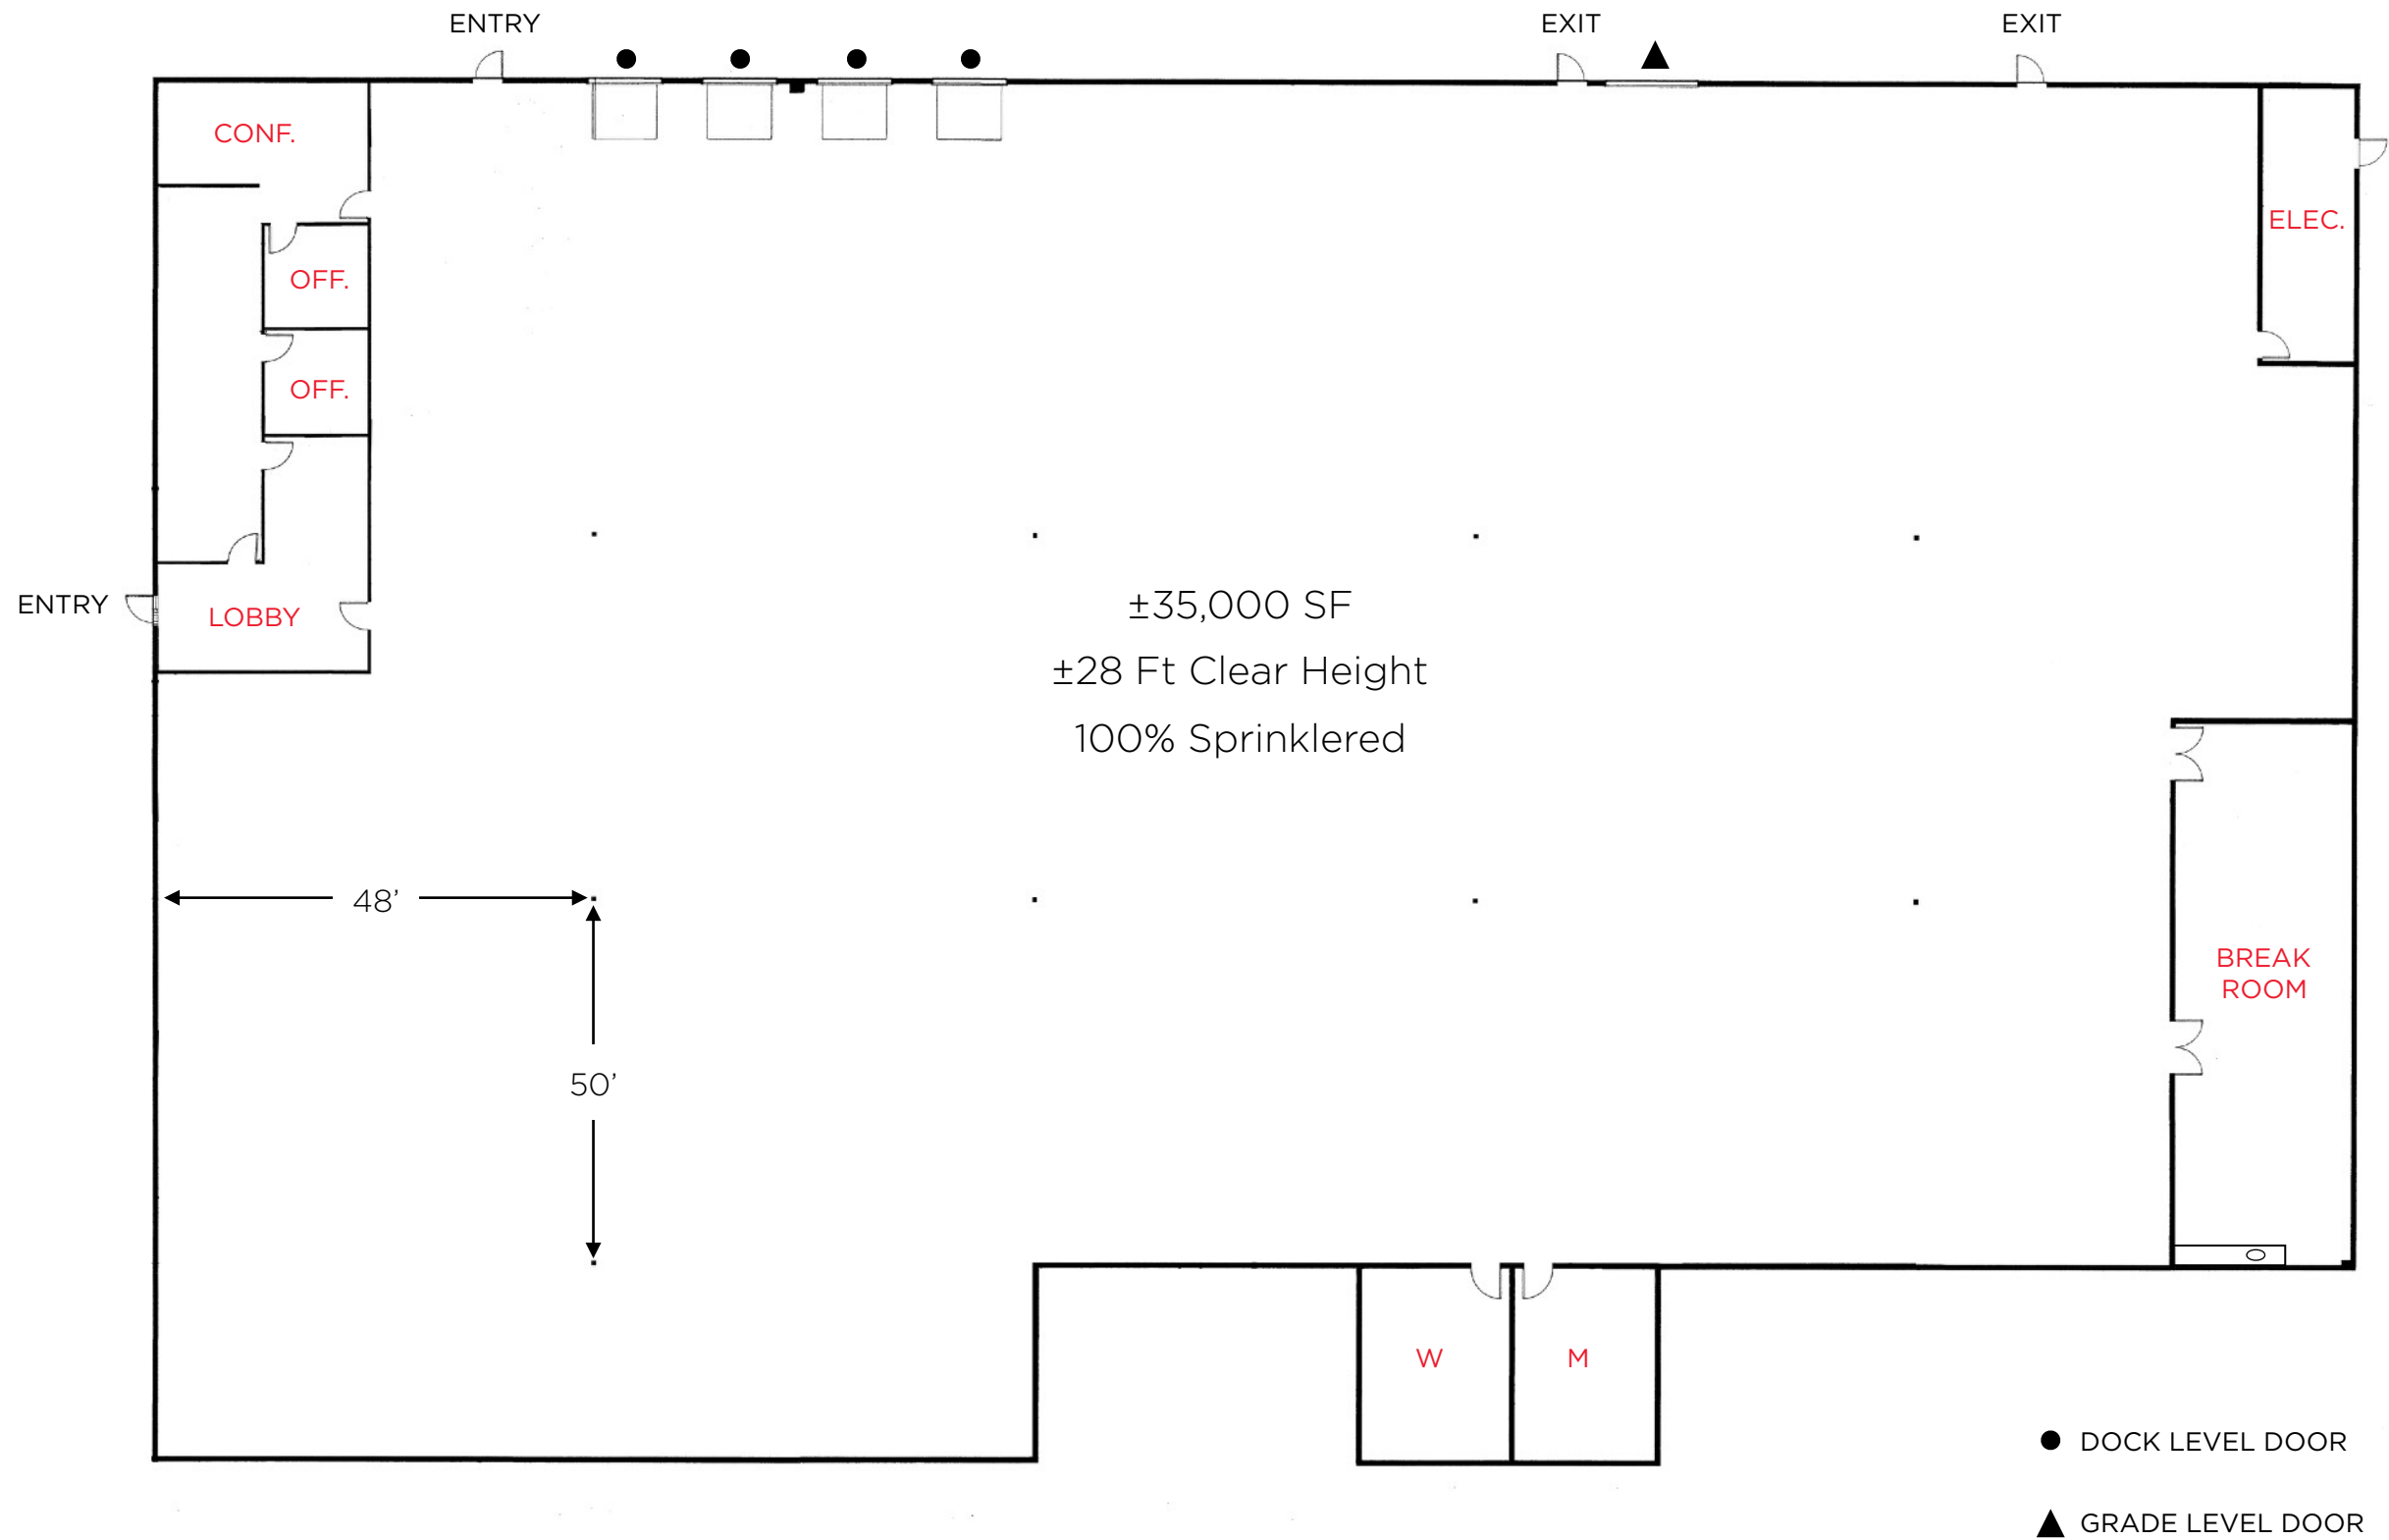 ENTRY
EXIT
EXIT
CONF.
ELEC.
OFF.
OFF.
ENTRY
LOBBY
±35,000 SF
±28 Ft Clear Height
100% Sprinklered
48’
50’
BREAK
ROOM
W
M
DOCK LEVEL DOOR
GRADE LEVEL DOOR